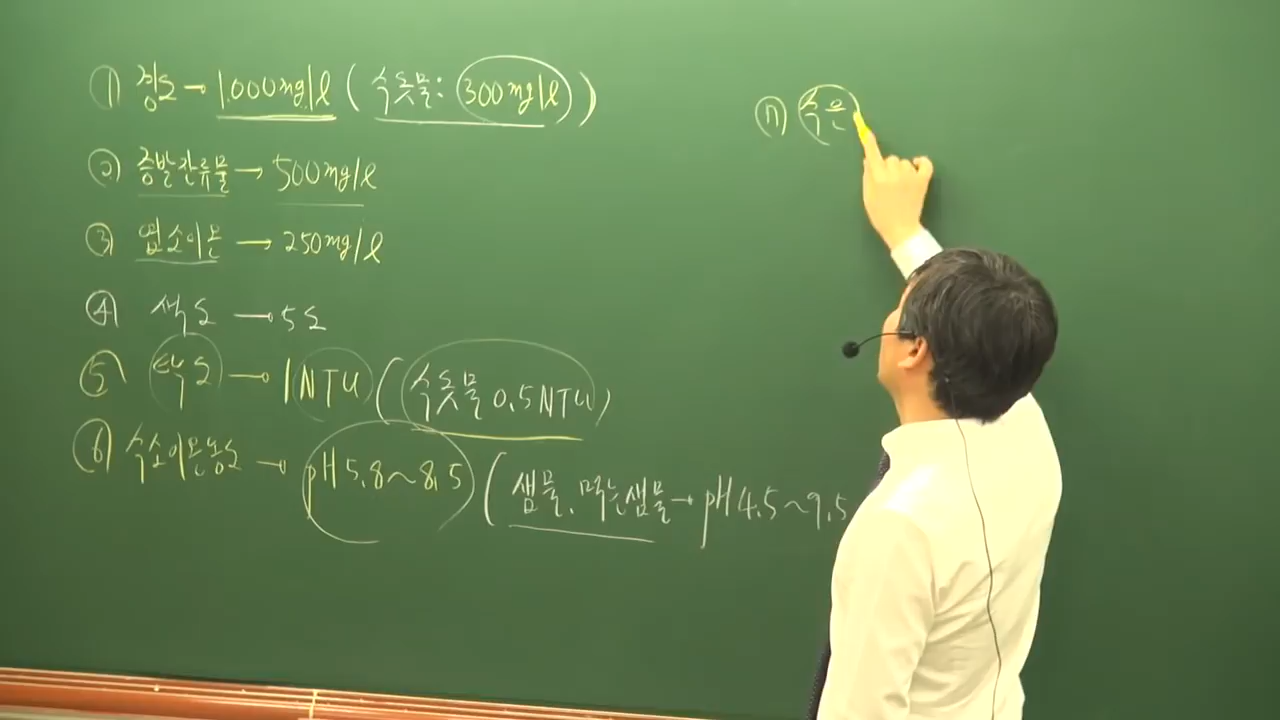 ① 경도 → 1,000mg/l ( 수돗물: 300mg/l )
② 증발잔류물 → 500mg/l
③ 염소이온 → 250mg/l
④ 색도 → 5도
⑤ 탁도 → 1NTU ( 수돗물 0.5NTU )
⑥ 수소이온농도 → pH 5.8~8.5 ( 샘물, 먹는샘물 → pH 4.5~9.5
⑦ 수은